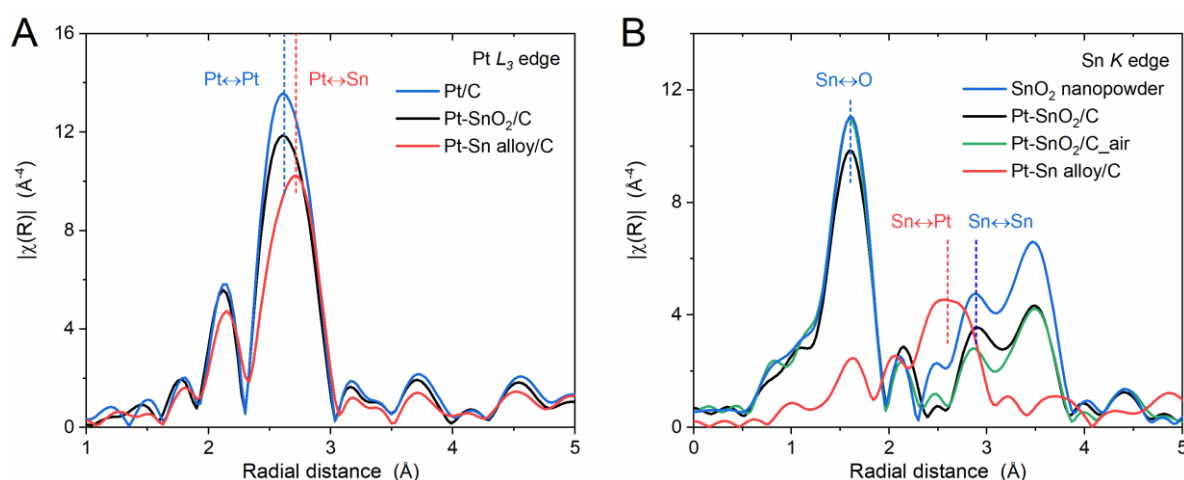 A
16
12
8
4
0
|χ(R)| (Å⁻⁴)
Pt L₃ edge
Pt↔Pt
Pt↔Sn
Pt/C
Pt-SnO₂/C
Pt-Sn alloy/C
1 2 3 4 5
Radial distance (Å)
B
12
8
4
0
|χ(R)| (Å⁻⁴)
Sn K edge
Sn↔O
SnO₂ nanopowder
Pt-SnO₂/C
Pt-SnO₂/C_air
Pt-Sn alloy/C
Sn↔Pt
Sn↔Sn
0 1 2 3 4 5
Radial distance (Å)